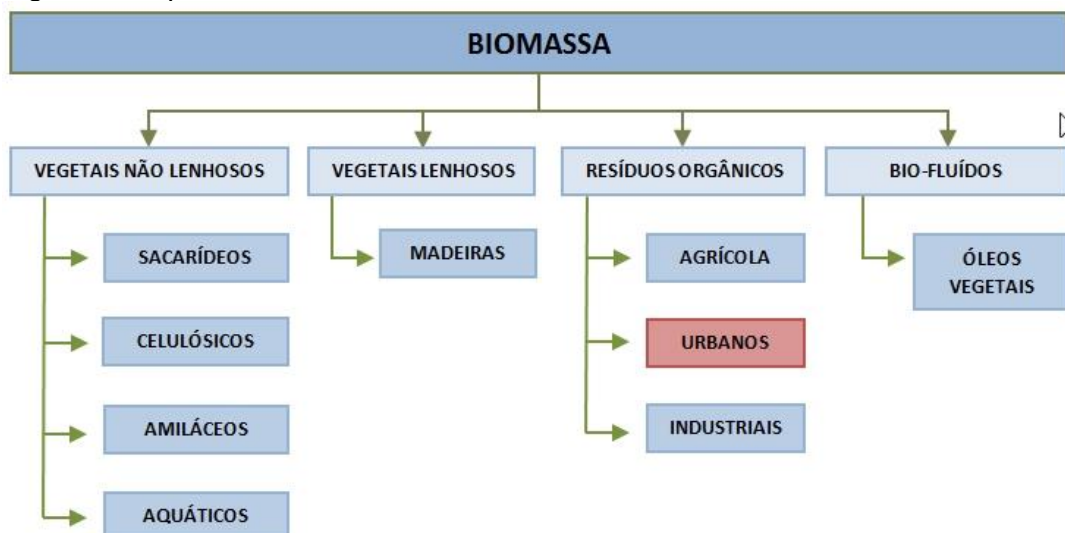 BIOMASSA
VEGETAIS NÃO LENHOSOS
VEGETAIS LENHOSOS
RESÍDUOS ORGÂNICOS
BIO-FLUÍDOS
SACARÍDEOS
CELULÓSICOS
AMILÁCEOS
AQUÁTICOS
MADEIRAS
AGRÍCOLA
URBANOS
INDUSTRIAIS
ÓLEOS
VEGETAIS